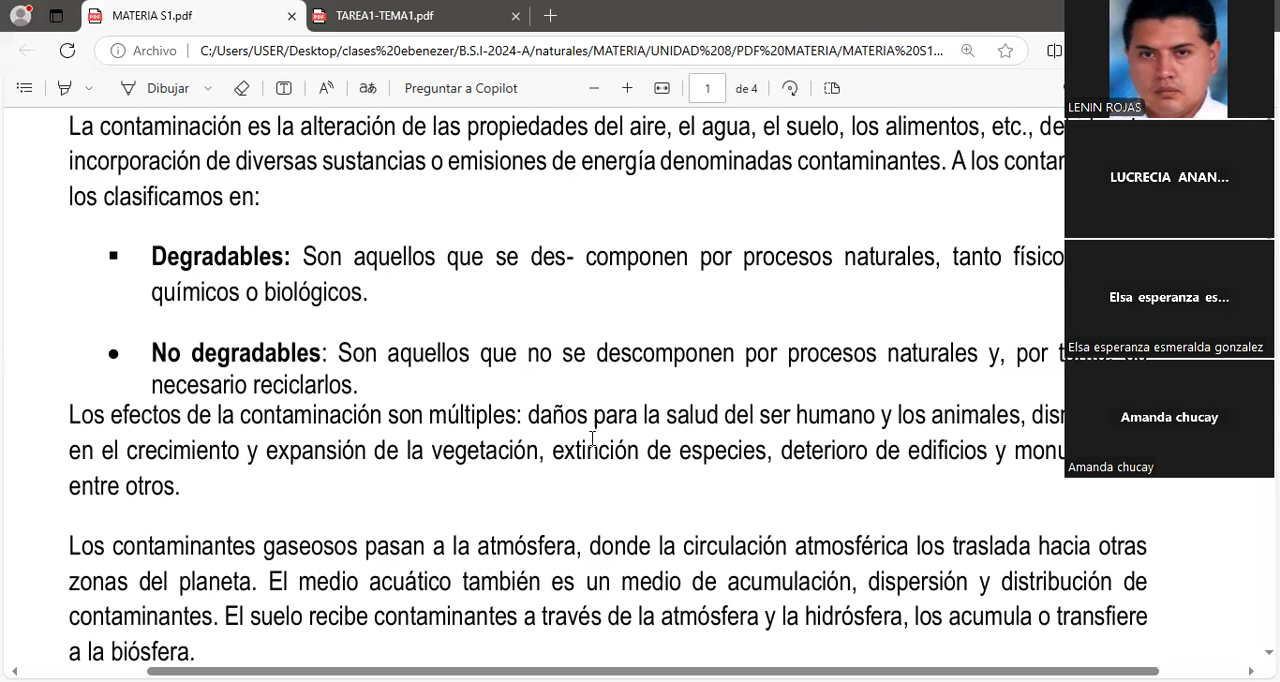 MATERIA S1.pdf
TAREA1-TEMA1.pdf
Archivo C:/Users/USER/Desktop/clases%20ebenezer/B.S.I-2024-A/naturales/MATERIA/UNIDAD%208/PDF%20MATERIA/MATERIA%20S1...
Dibujar
Preguntar a Copilot
1 de 4
La contaminación es la alteración de las propiedades del aire, el agua, el suelo, los alimentos, etc.,
incorporación de diversas sustancias o emisiones de energía denominadas contaminantes. A los
los clasificamos en:
▪ Degradables: Son aquellos que se des- componen por procesos naturales, tanto
químicos o biológicos.
● No degradables: Son aquellos que no se descomponen por procesos naturales y, por
necesario reciclarlos.
Los efectos de la contaminación son múltiples: daños para la salud del ser humano y los animales,
en el crecimiento y expansión de la vegetación, extinción de especies, deterioro de edificios y
entre otros.
Los contaminantes gaseosos pasan a la atmósfera, donde la circulación atmosférica los traslada hacia otras
zonas del planeta. El medio acuático también es un medio de acumulación, dispersión y distribución de
contaminantes. El suelo recibe contaminantes a través de la atmósfera y la hidrósfera, los acumula o transfiere
a la biósfera.
LENIN ROJAS
LUCRECIA ANAN...
Elsa esperanza es...
Elsa esperanza esmeralda gonzalez
Amanda chucay
Amanda chucay